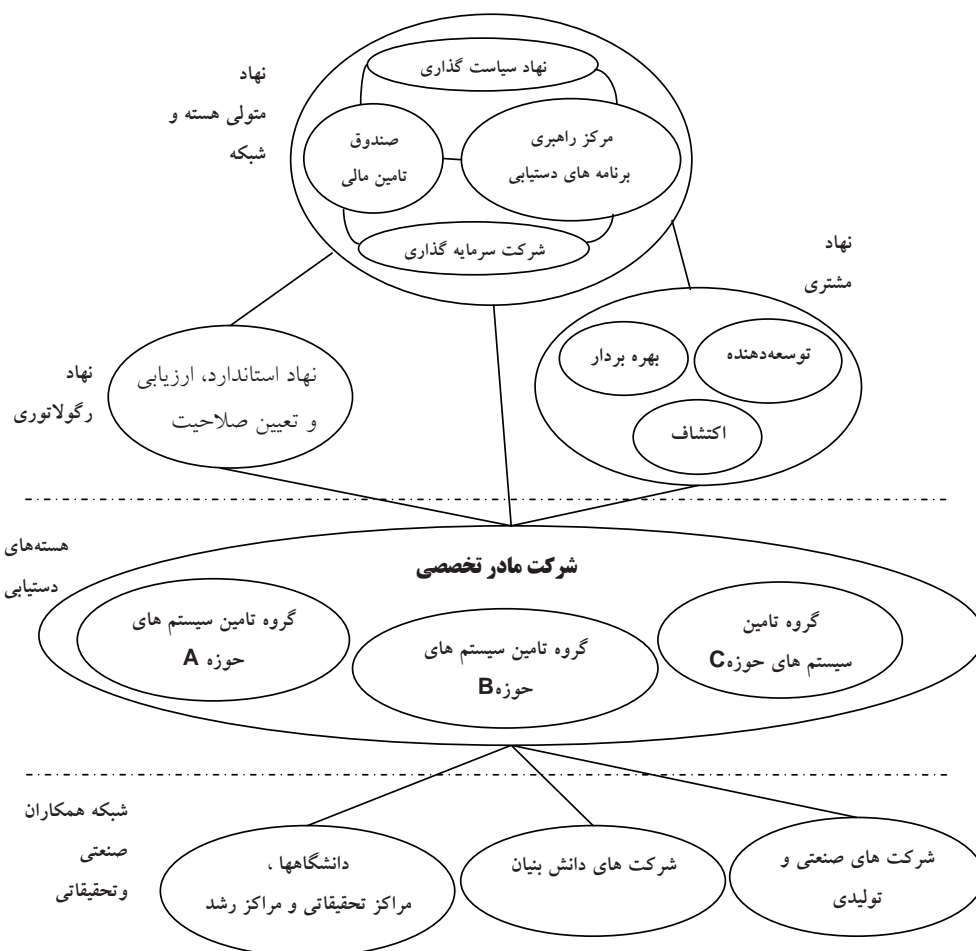 نهاد
متولی هسته و
شبکه
نهاد سیاست گذاری
صندوق
تامین مالی
مرکز راهبری
برنامه های دستیابی
شرکت سرمایه گذاری
نهاد
مشتری
توسعه‌دهنده
بهره بردار
اکتشاف
نهاد
رگولاتوری
نهاد استاندارد، ارزیابی
و تعیین صلاحیت
هسته‌های
دستیابی
شرکت مادر تخصصی
گروه تامین
سیستم های حوزه C
گروه تامین سیستم های
حوزه B
گروه تامین سیستم های
حوزه A
شبکه همکاران
صنعتی
وتحقیقاتی
شرکت های صنعتی و
تولیدی
شرکت های دانش بنیان
دانشگاهها ،
مراکز تحقیقاتی و مراکز رشد